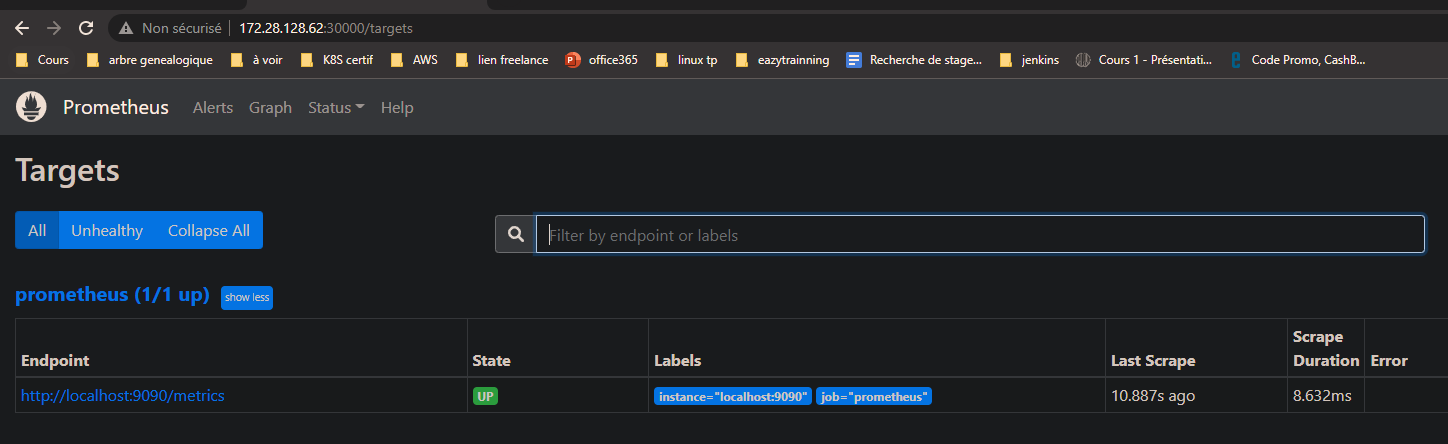 Non sécurisé 172.28.128.62:30000/targets
Cours arbre genealogique à voir K8S certif AWS lien freelance office365 linux tp eazytrainning Recherche de stage... jenkins Cours 1 - Présentati... Code Promo, CashB...
Prometheus Alerts Graph Status Help
Targets
All Unhealthy Collapse All Filter by endpoint or labels
prometheus (1/1 up) show less
Endpoint State Labels Last Scrape Scrape Duration Error
http://localhost:9090/metrics UP instance="localhost:9090" job="prometheus" 10.887s ago 8.632ms